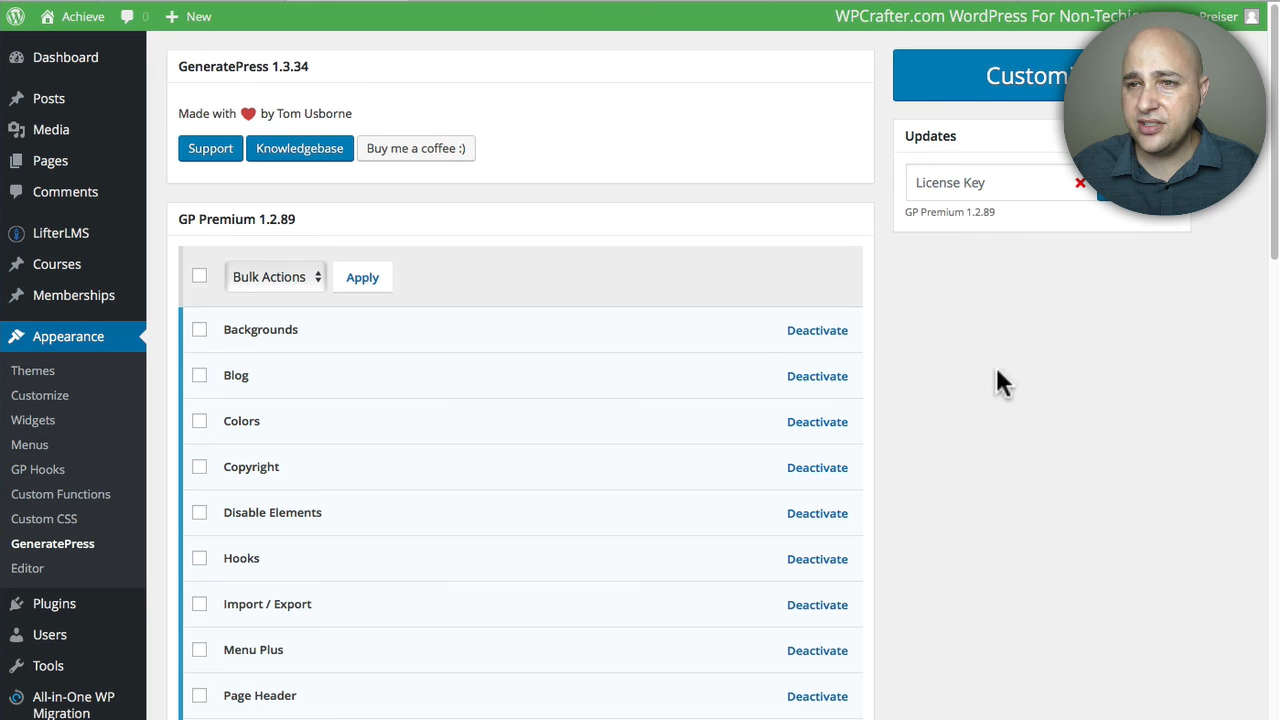 Achieve
0
New
WPCrafter.com WordPress For Non-Techi
Preiser
Dashboard
Posts
Media
Pages
Comments
LifterLMS
Courses
Memberships
Appearance
Themes
Customize
Widgets
Menus
GP Hooks
Custom Functions
Custom CSS
GeneratePress
Editor
Plugins
Users
Tools
All-in-One WP
Migration
GeneratePress 1.3.34
Made with by Tom Usborne
Support
Knowledgebase
Buy me a coffee :)
GP Premium 1.2.89
Bulk Actions
Apply
Backgrounds
Deactivate
Blog
Deactivate
Colors
Deactivate
Copyright
Deactivate
Disable Elements
Deactivate
Hooks
Deactivate
Import / Export
Deactivate
Menu Plus
Deactivate
Page Header
Deactivate
Customi
Updates
License Key
GP Premium 1.2.89